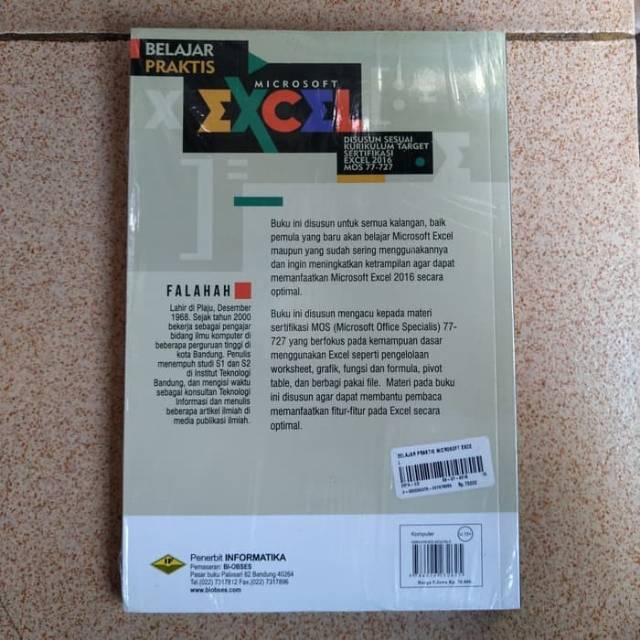 BELAJAR
PRAKTIS
MICROSOFT
EXCEL
DISUSUN SESUAI
KURIKULUM TARGET
SERTIFIKASI
EXCEL 2016
MOS 77-727
Buku ini disusun untuk semua kalangan, baik
pemula yang baru akan belajar Microsoft Excel
maupun yang sudah sering menggunakannya
dan ingin meningkatkan ketrampilan agar dapat
memanfaatkan Microsoft Excel 2016 secara
optimal.
Buku ini disusun mengacu kepada materi
sertifikasi MOS (Microsoft Office Specialis) 77-
727 yang berfokus pada kemampuan dasar
menggunakan Excel seperti pengelolaan
worksheet, grafik, fungsi dan formula, pivot
table, dan berbagi pakai file. Materi pada buku
ini disusun agar dapat membantu pembaca
memanfaatkan fitur-fitur pada Excel secara
optimal.
FALAHAH
Lahir di Plaju, Desember
1968. Sejak tahun 2000
bekerja sebagai pengajar
bidang ilmu komputer di
beberapa perguruan tinggi di
kota Bandung. Penulis
menempuh studi S1 dan S2
di Institut Teknologi
Bandung, dan mengisi waktu
sebagai konsultan Teknologi
Informasi dan menulis
beberapa artikel ilmiah di
media publikasi ilmiah.
BELAJAR PRAKTIS MICROSOFT EXCE
L
Komputer
IF
Penerbit INFORMATIKA
Pemasaran: BI-OBSES
Pasar buku Palasari 82 Bandung 40264
Tel.(022) 7317812 Fax.(022) 7317896
www.biobses.com